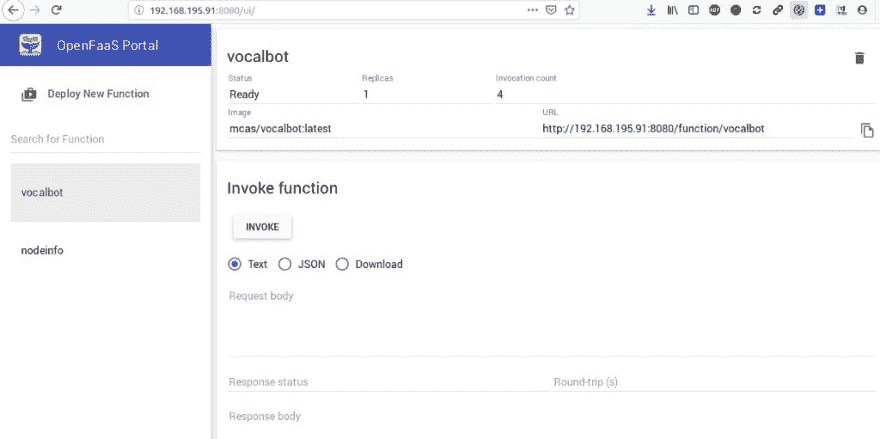 192.168.195.91:8080/ui/
OpenFaaS Portal
Deploy New Function
Search for Function
vocalbot
nodeinfo
vocalbot
Status Replicas Invocation count
Ready 1 4
Image URL
mcas/vocalbot:latest http://192.168.195.91:8080/function/vocalbot
Invoke function
INVOKE
Text JSON Download
Request body
Response status Round-trip (s)
Response body